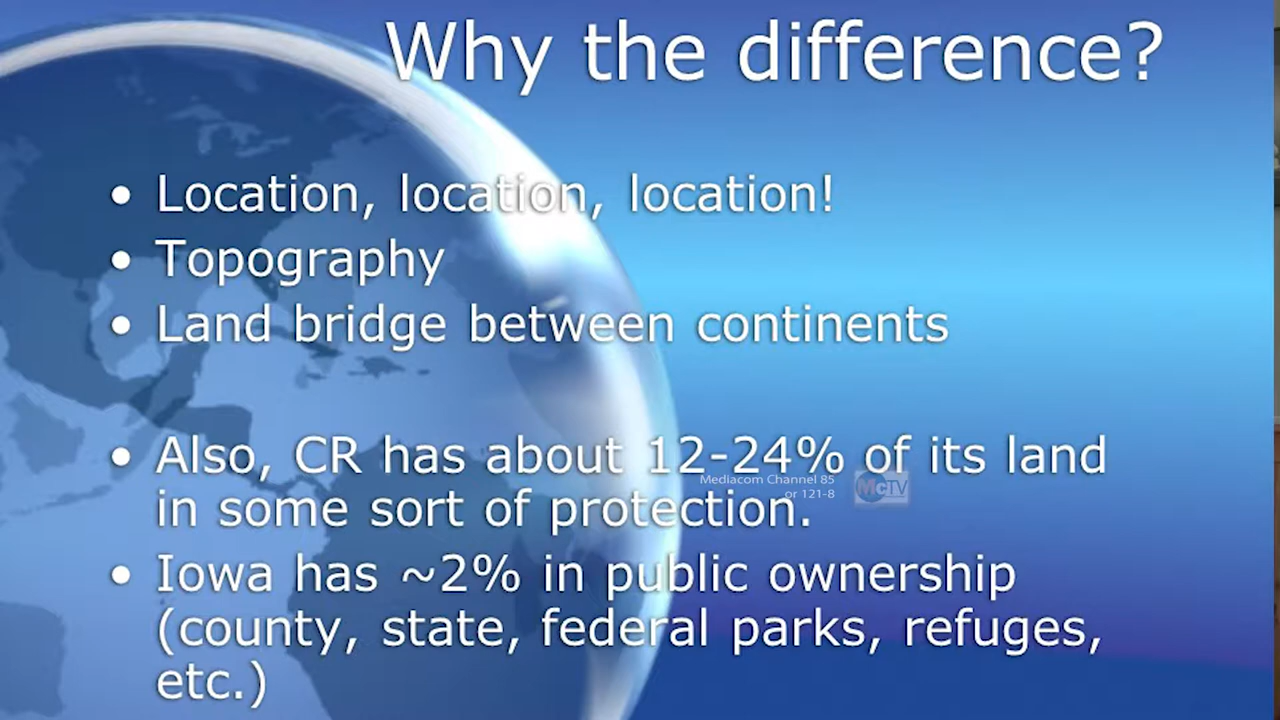 Why the difference?
• Location, location, location!
• Topography
• Land bridge between continents
• Also, CR has about 12-24% of its land
in some sort of protection.
Mediacom Channel 85
or 121-8
McTV
• Iowa has ~2% in public ownership
(county, state, federal parks, refuges,
etc.)